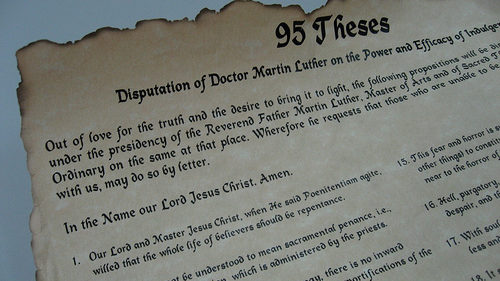 95 Theses
Disputation of Doctor Martin Luther on the Power and Efficacy of
Out of love for the truth and the desire to bring it to light, the following propositions will be
under the presidency of the Reverend Father Martin Luther, Master of Arts and of Sacred
Ordinary on the same at that place. Wherefore he requests that those who are unable to be
with us, may do so by letter.
In the Name our Lord Jesus Christ. Amen.
1. Our Lord and Master Jesus Christ, when He said Poenitentiam agite,
willed that the whole life of believers should be repentance.
be understood to mean sacramental penance, i.e.,
which is administered by the priests.
there is no inward
mortifications of the
15. This fear and horror is
other things) to
near to the horror of
16. Hell, purgatory,
despair, and
17. With
(less and
18. It